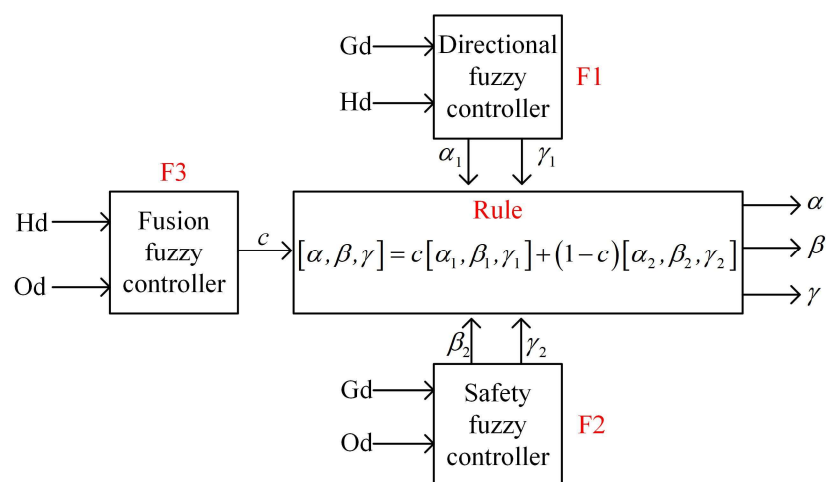 Gd
Hd
Directional
fuzzy
controller
F1
α₁
γ₁
F3
Hd
Od
Fusion
fuzzy
controller
c
Rule
[α,β,γ]=c[α₁,β₁,γ₁]+(1−c)[α₂,β₂,γ₂]
α
β
γ
β₂
γ₂
Gd
Od
Safety
fuzzy
controller
F2